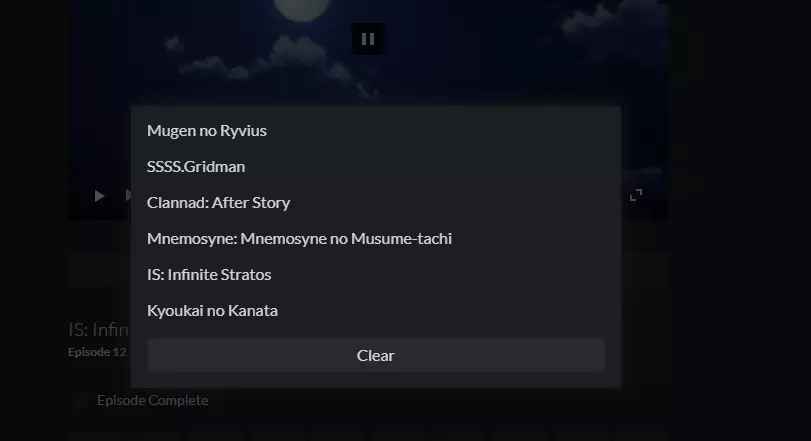 Mugen no Ryvius
SSSS.Gridman
Clannad: After Story
Mnemosyne: Mnemosyne no Musume-tachi
IS: Infinite Stratos
Kyoukai no Kanata
Clear
IS: Infin
Episode 12
Episode Complete